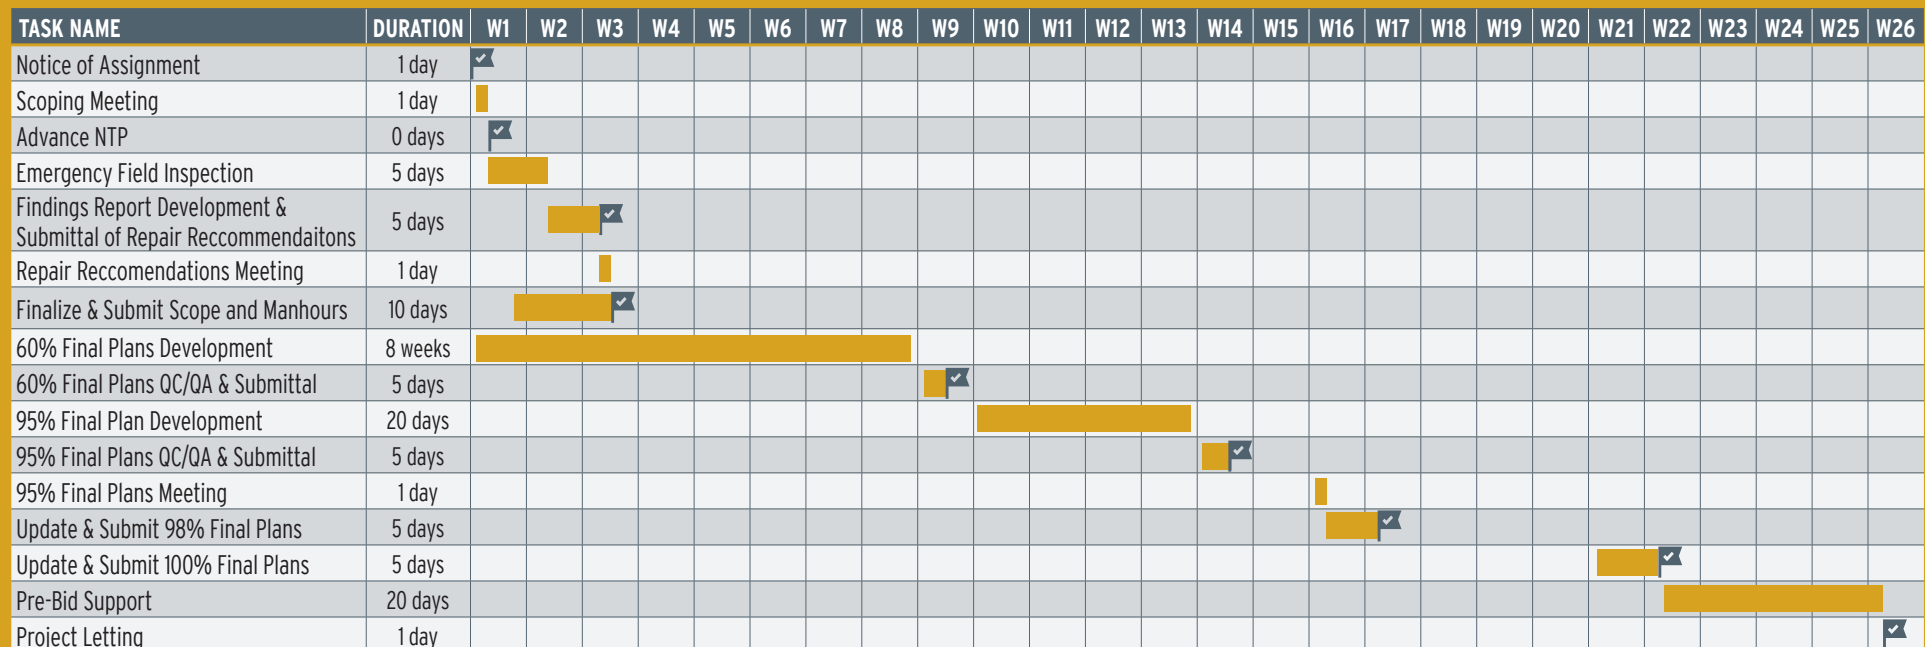 TASK NAME DURATION W1 W2 W3 W4 W5 W6 W7 W8 W9 W10 W11 W12 W13 W14 W15 W16 W17 W18 W19 W20 W21 W22 W23 W24 W25 W26
Notice of Assignment 1 day
Scoping Meeting 1 day
Advance NTP 0 days
Emergency Field Inspection 5 days
Findings Report Development &
Submittal of Repair Reccommendaitons 5 days
Repair Reccomendations Meeting 1 day
Finalize & Submit Scope and Manhours 10 days
60% Final Plans Development 8 weeks
60% Final Plans QC/QA & Submittal 5 days
95% Final Plan Development 20 days
95% Final Plans QC/QA & Submittal 5 days
95% Final Plans Meeting 1 day
Update & Submit 98% Final Plans 5 days
Update & Submit 100% Final Plans 5 days
Pre-Bid Support 20 days
Project Letting 1 day